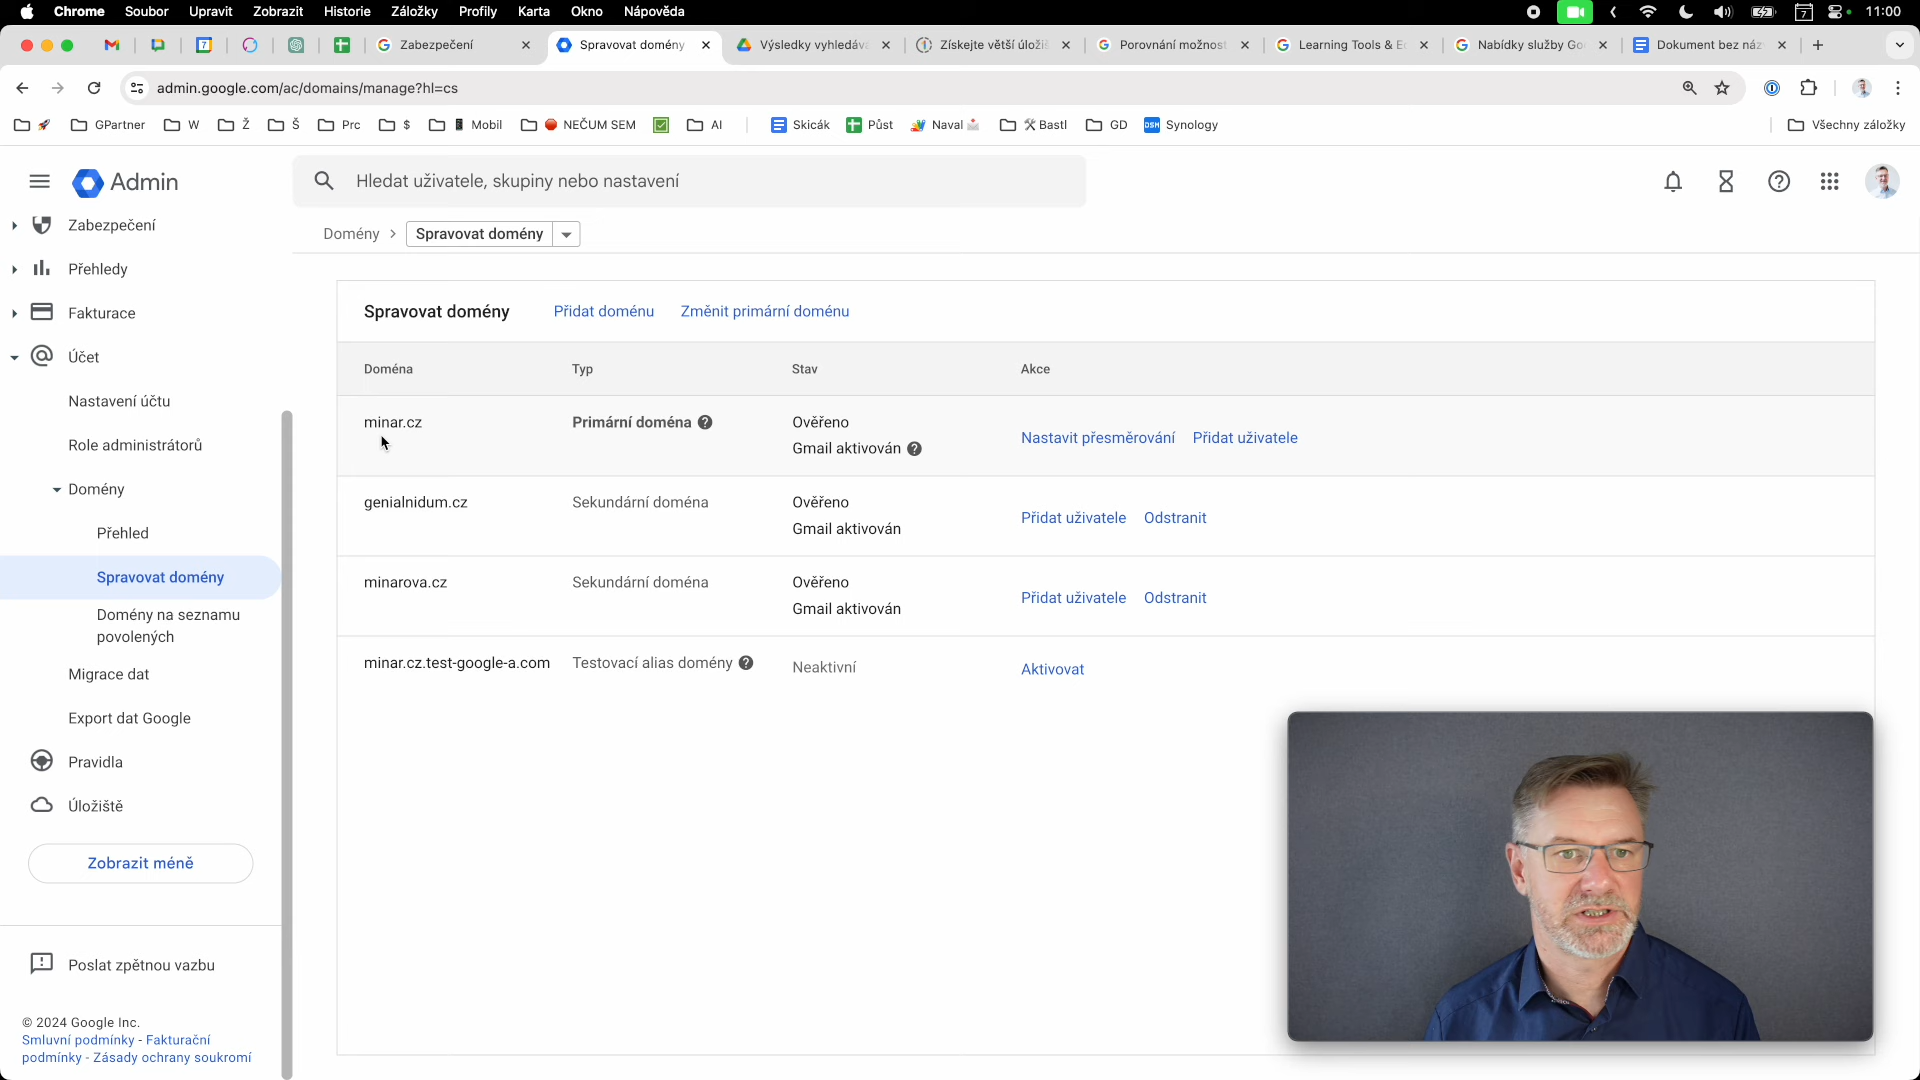 Chrome Soubor Upravit Zobrazit Historie Záložky Profily Karta Okno Nápověda 7 11:00
Zabezpečení Spravovat domény Výsledky vyhledáv Získejte větší úloži Porovnání možnost Learning Tools & E Nabídky služby Go Dokument bez náz
admin.google.com/ac/domains/manage?hl=cs
GPartner W Ž Š Prc $ Mobil NEČUM SEM AI Skicák Půst Naval Bastl GD DSM Synology Všechny záložky
Admin
Hledat uživatele, skupiny nebo nastavení
Zabezpečení
Přehledy
Fakturace
Účet
Nastavení účtu
Role administrátorů
Domény
Přehled
Spravovat domény
Domény na seznamu
povolených
Migrace dat
Export dat Google
Pravidla
Úložiště
Zobrazit méně
Poslat zpětnou vazbu
© 2024 Google Inc.
Smluvní podmínky - Fakturační
podmínky - Zásady ochrany soukromí
Domény > Spravovat domény
Spravovat domény Přidat doménu Změnit primární doménu
Doména Typ Stav Akce
minar.cz Primární doména Ověřeno
Gmail aktivován
Nastavit přesměrování Přidat uživatele
genialnidum.cz Sekundární doména Ověřeno
Gmail aktivován
Přidat uživatele Odstranit
minarova.cz Sekundární doména Ověřeno
Gmail aktivován
Přidat uživatele Odstranit
minar.cz.test-google-a.com Testovací alias domény Neaktivní Aktivovat